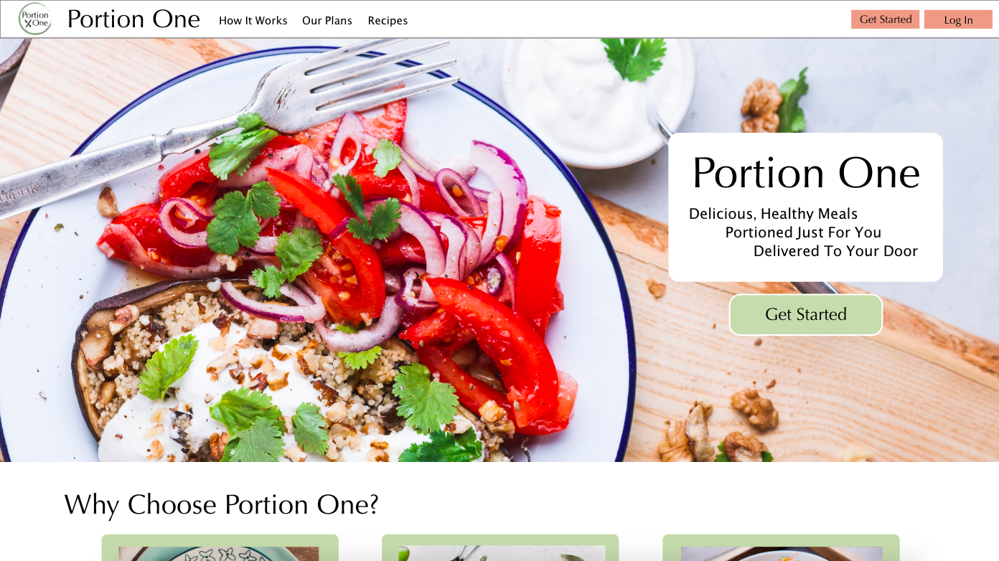 Portion
One
Portion One
How It Works
Our Plans
Recipes
Get Started
Log In
Portion One
Delicious, Healthy Meals
Portioned Just For You
Delivered To Your Door
Get Started
Why Choose Portion One?